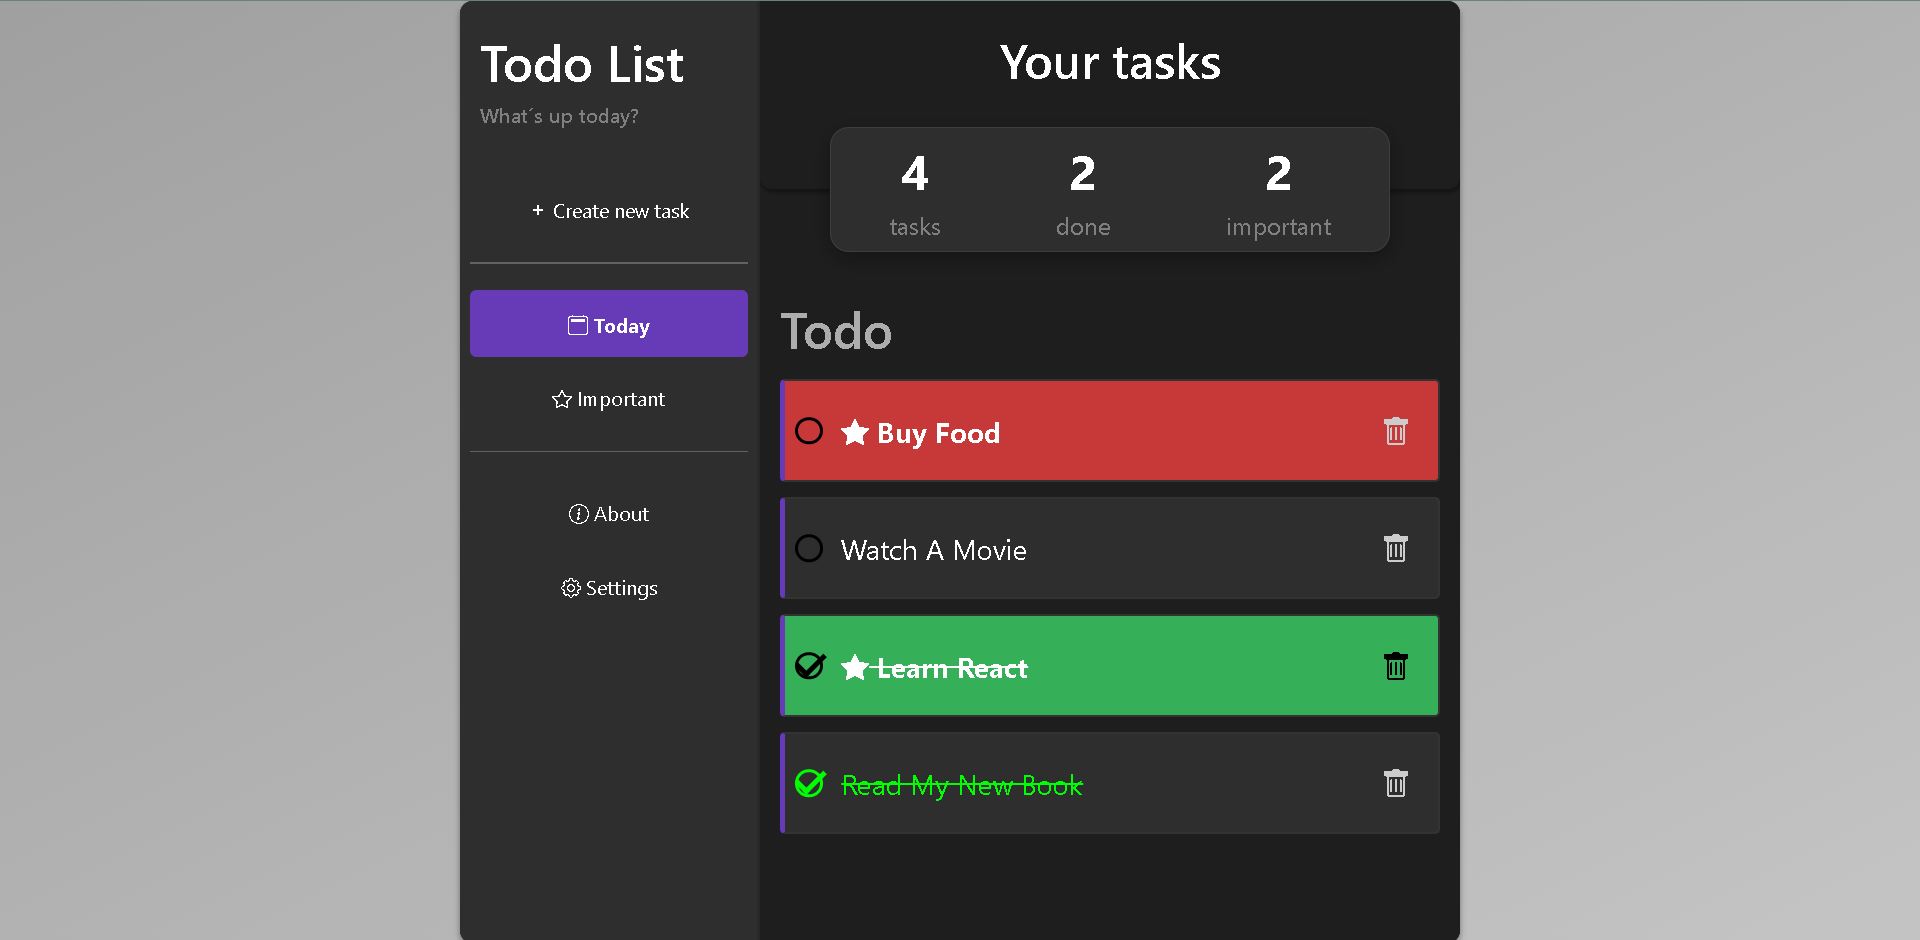 Todo List
What´s up today?
+ Create new task
Today
Important
About
Settings
Your tasks
4 2 2
tasks done important
Todo
Buy Food
Watch A Movie
Learn React
Read My New Book